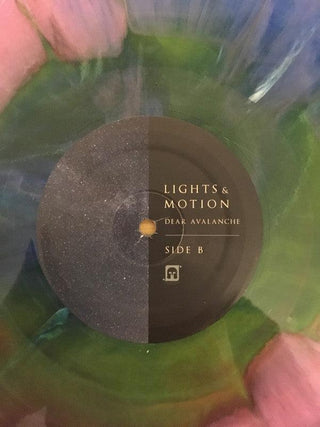 LIGHTS &
MOTION
DEAR AVALANCHE
SIDE B